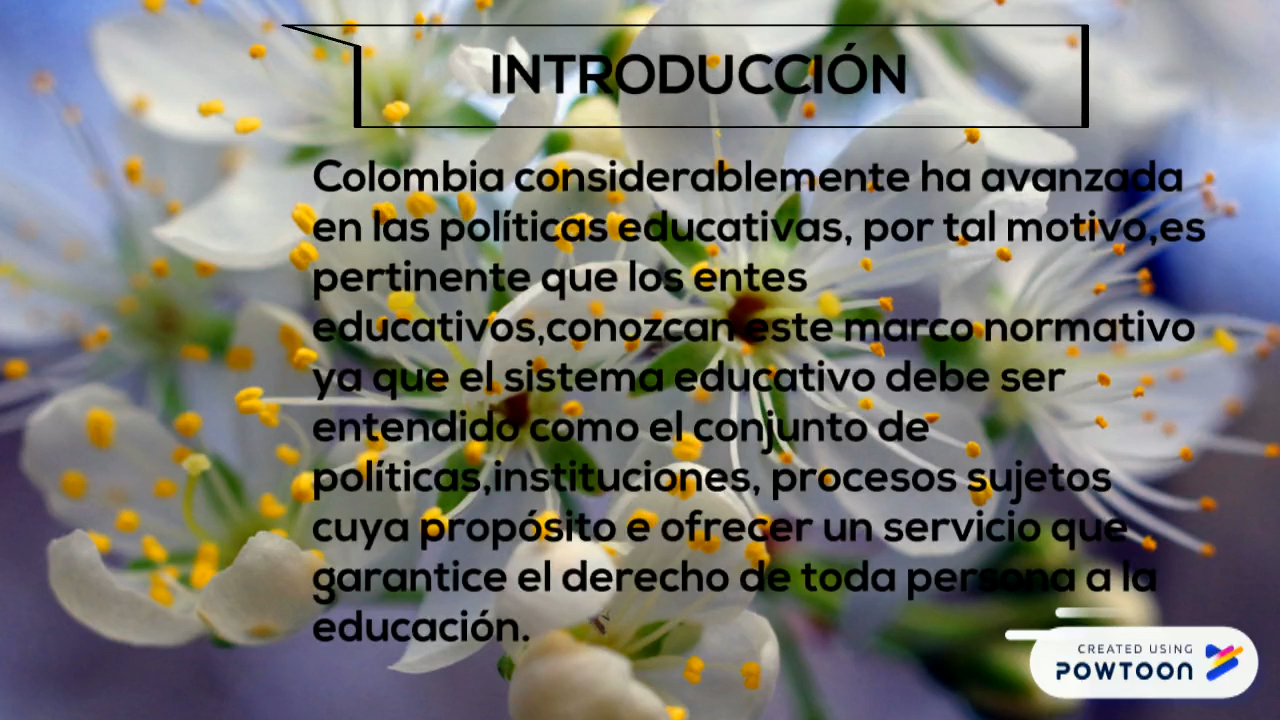 INTRODUCCIÓN
Colombia considerablemente ha avanzada
en las políticas educativas, por tal motivo,es
pertinente que los entes
educativos,conozcan este marco normativo
ya que el sistema educativo debe ser
entendido como el conjunto de
políticas,instituciones, procesos sujetos
cuya propósito e ofrecer un servicio que
garantice el derecho de toda persona a la
educación.
CREATED USING
POWTOON